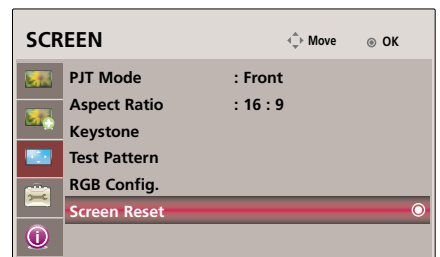 SCREEN Move OK
PJT Mode : Front
Aspect Ratio : 16 : 9
Keystone
Test Pattern
RGB Config.
Screen Reset